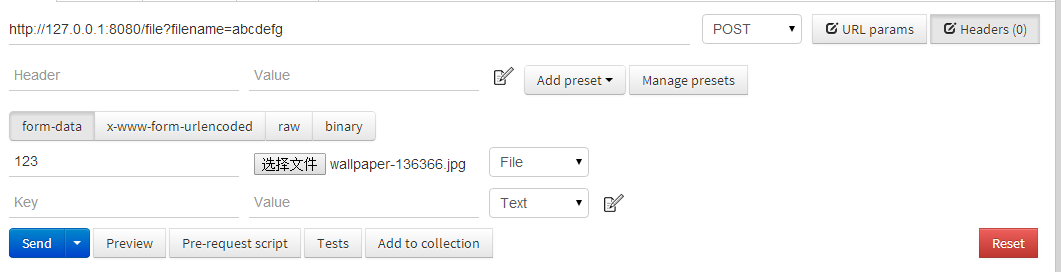 http://127.0.0.1:8080/file?filename=abcdefg POST URL params Headers (0)
Header Value Add preset Manage presets
form-data x-www-form-urlencoded raw binary
123 选择文件 wallpaper-136366.jpg File
Key Value Text
Send Preview Pre-request script Tests Add to collection Reset